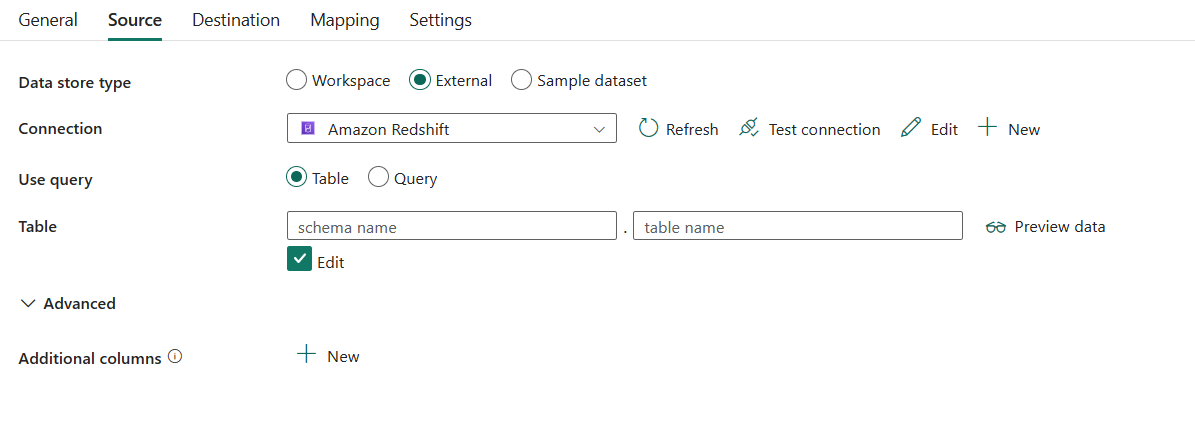 General Source Destination Mapping Settings
Data store type Workspace External Sample dataset
Connection Amazon Redshift Refresh Test connection Edit New
Use query Table Query
Table schema name . table name Preview data
Edit
Advanced
Additional columns New